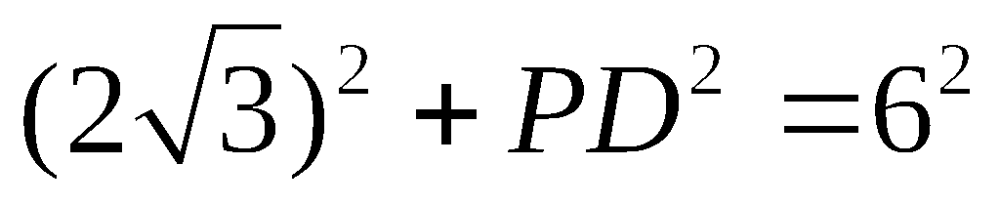 (2√3)² + PD² = 6²